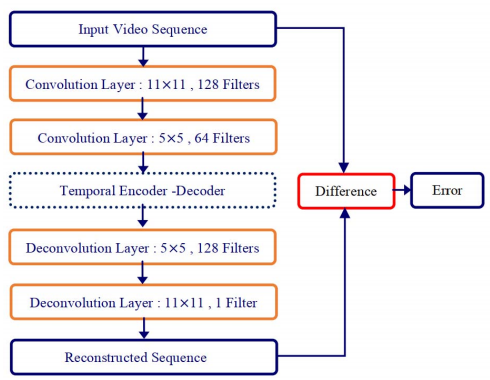 Input Video Sequence
Convolution Layer : 11×11 , 128 Filters
Convolution Layer : 5×5 , 64 Filters
Temporal Encoder -Decoder
Difference
Error
Deconvolution Layer : 5×5 , 128 Filters
Deconvolution Layer : 11×11 , 1 Filter
Reconstructed Sequence